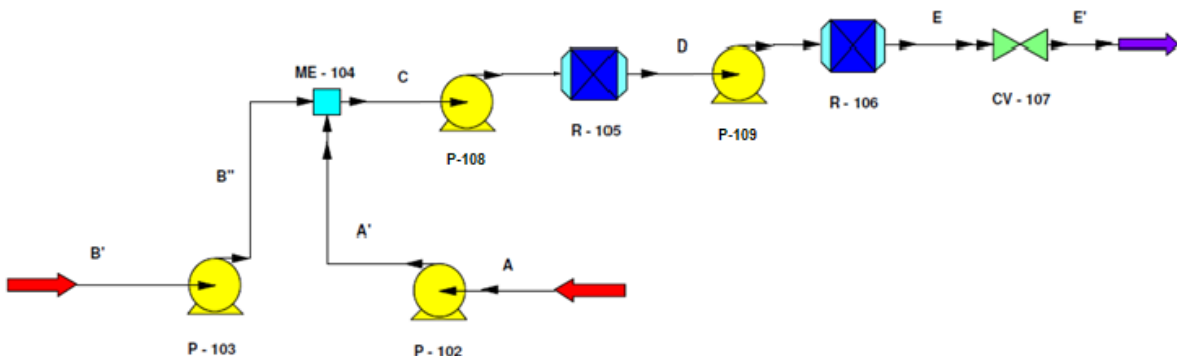 E
E'
D
ME - 104
C
R - 106
CV - 107
R - 105
P-109
P-108
B"
A'
B'
A
P - 103
P - 102